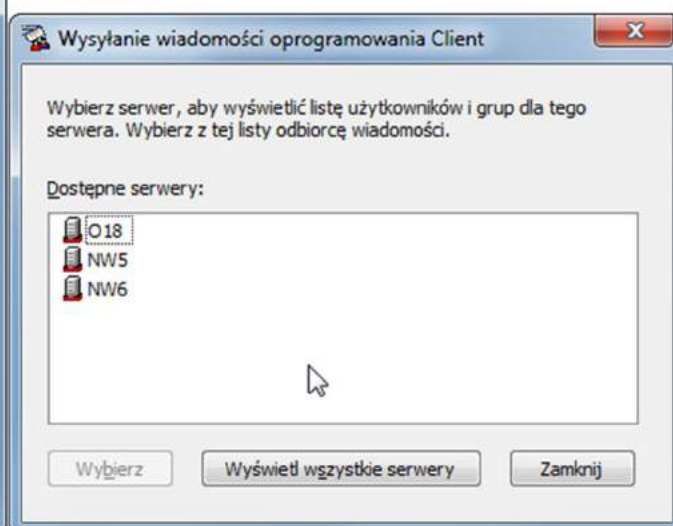 Wysyłanie wiadomości oprogramowania Client
Wybierz serwer, aby wyświetlić listę użytkowników i grup dla tego
serwera. Wybierz z tej listy odbiorcę wiadomości.
Dostępne serwery:
O18
NW5
NW6
Wybierz
Wyświetl wszystkie serwery
Zamknij